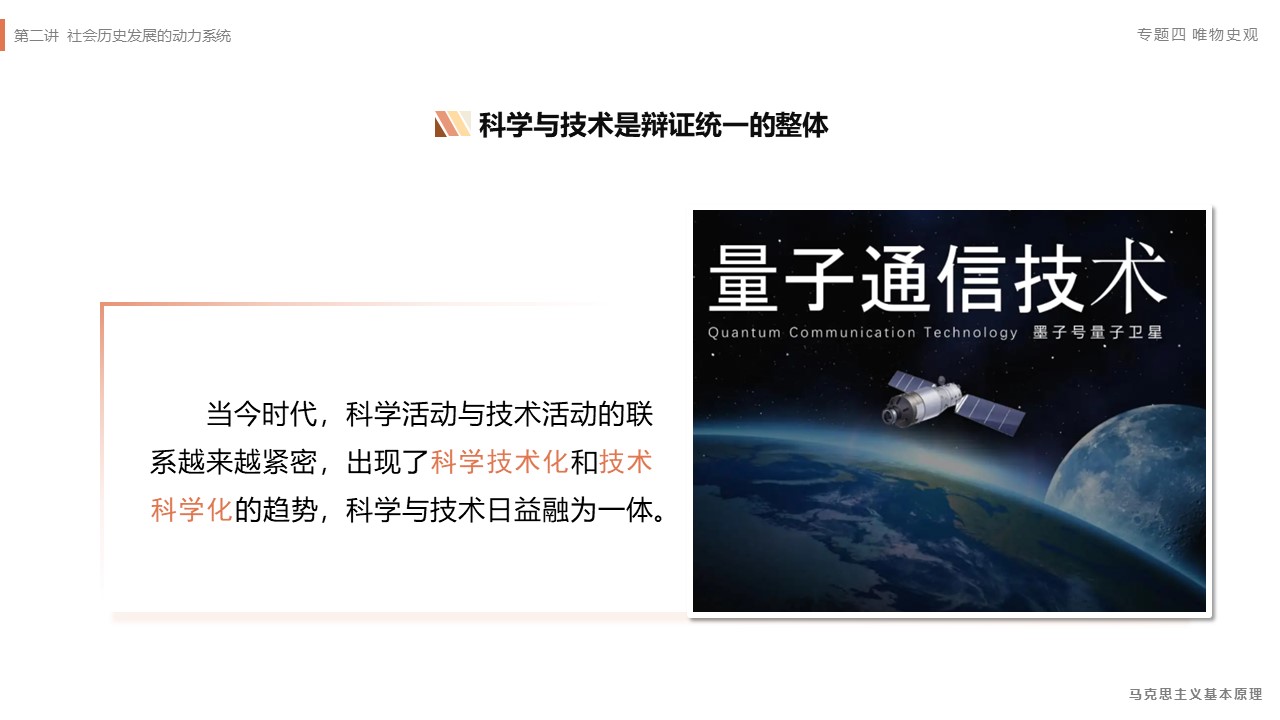 第二讲 社会历史发展的动力系统
专题四 唯物史观
科学与技术是辩证统一的整体
量子通信技术
Quantum Communication Technology 墨子号量子卫星
当今时代，科学活动与技术活动的联
系越来越紧密，出现了科学技术化和技术
科学化的趋势，科学与技术日益融为一体。
马克思主义基本原理